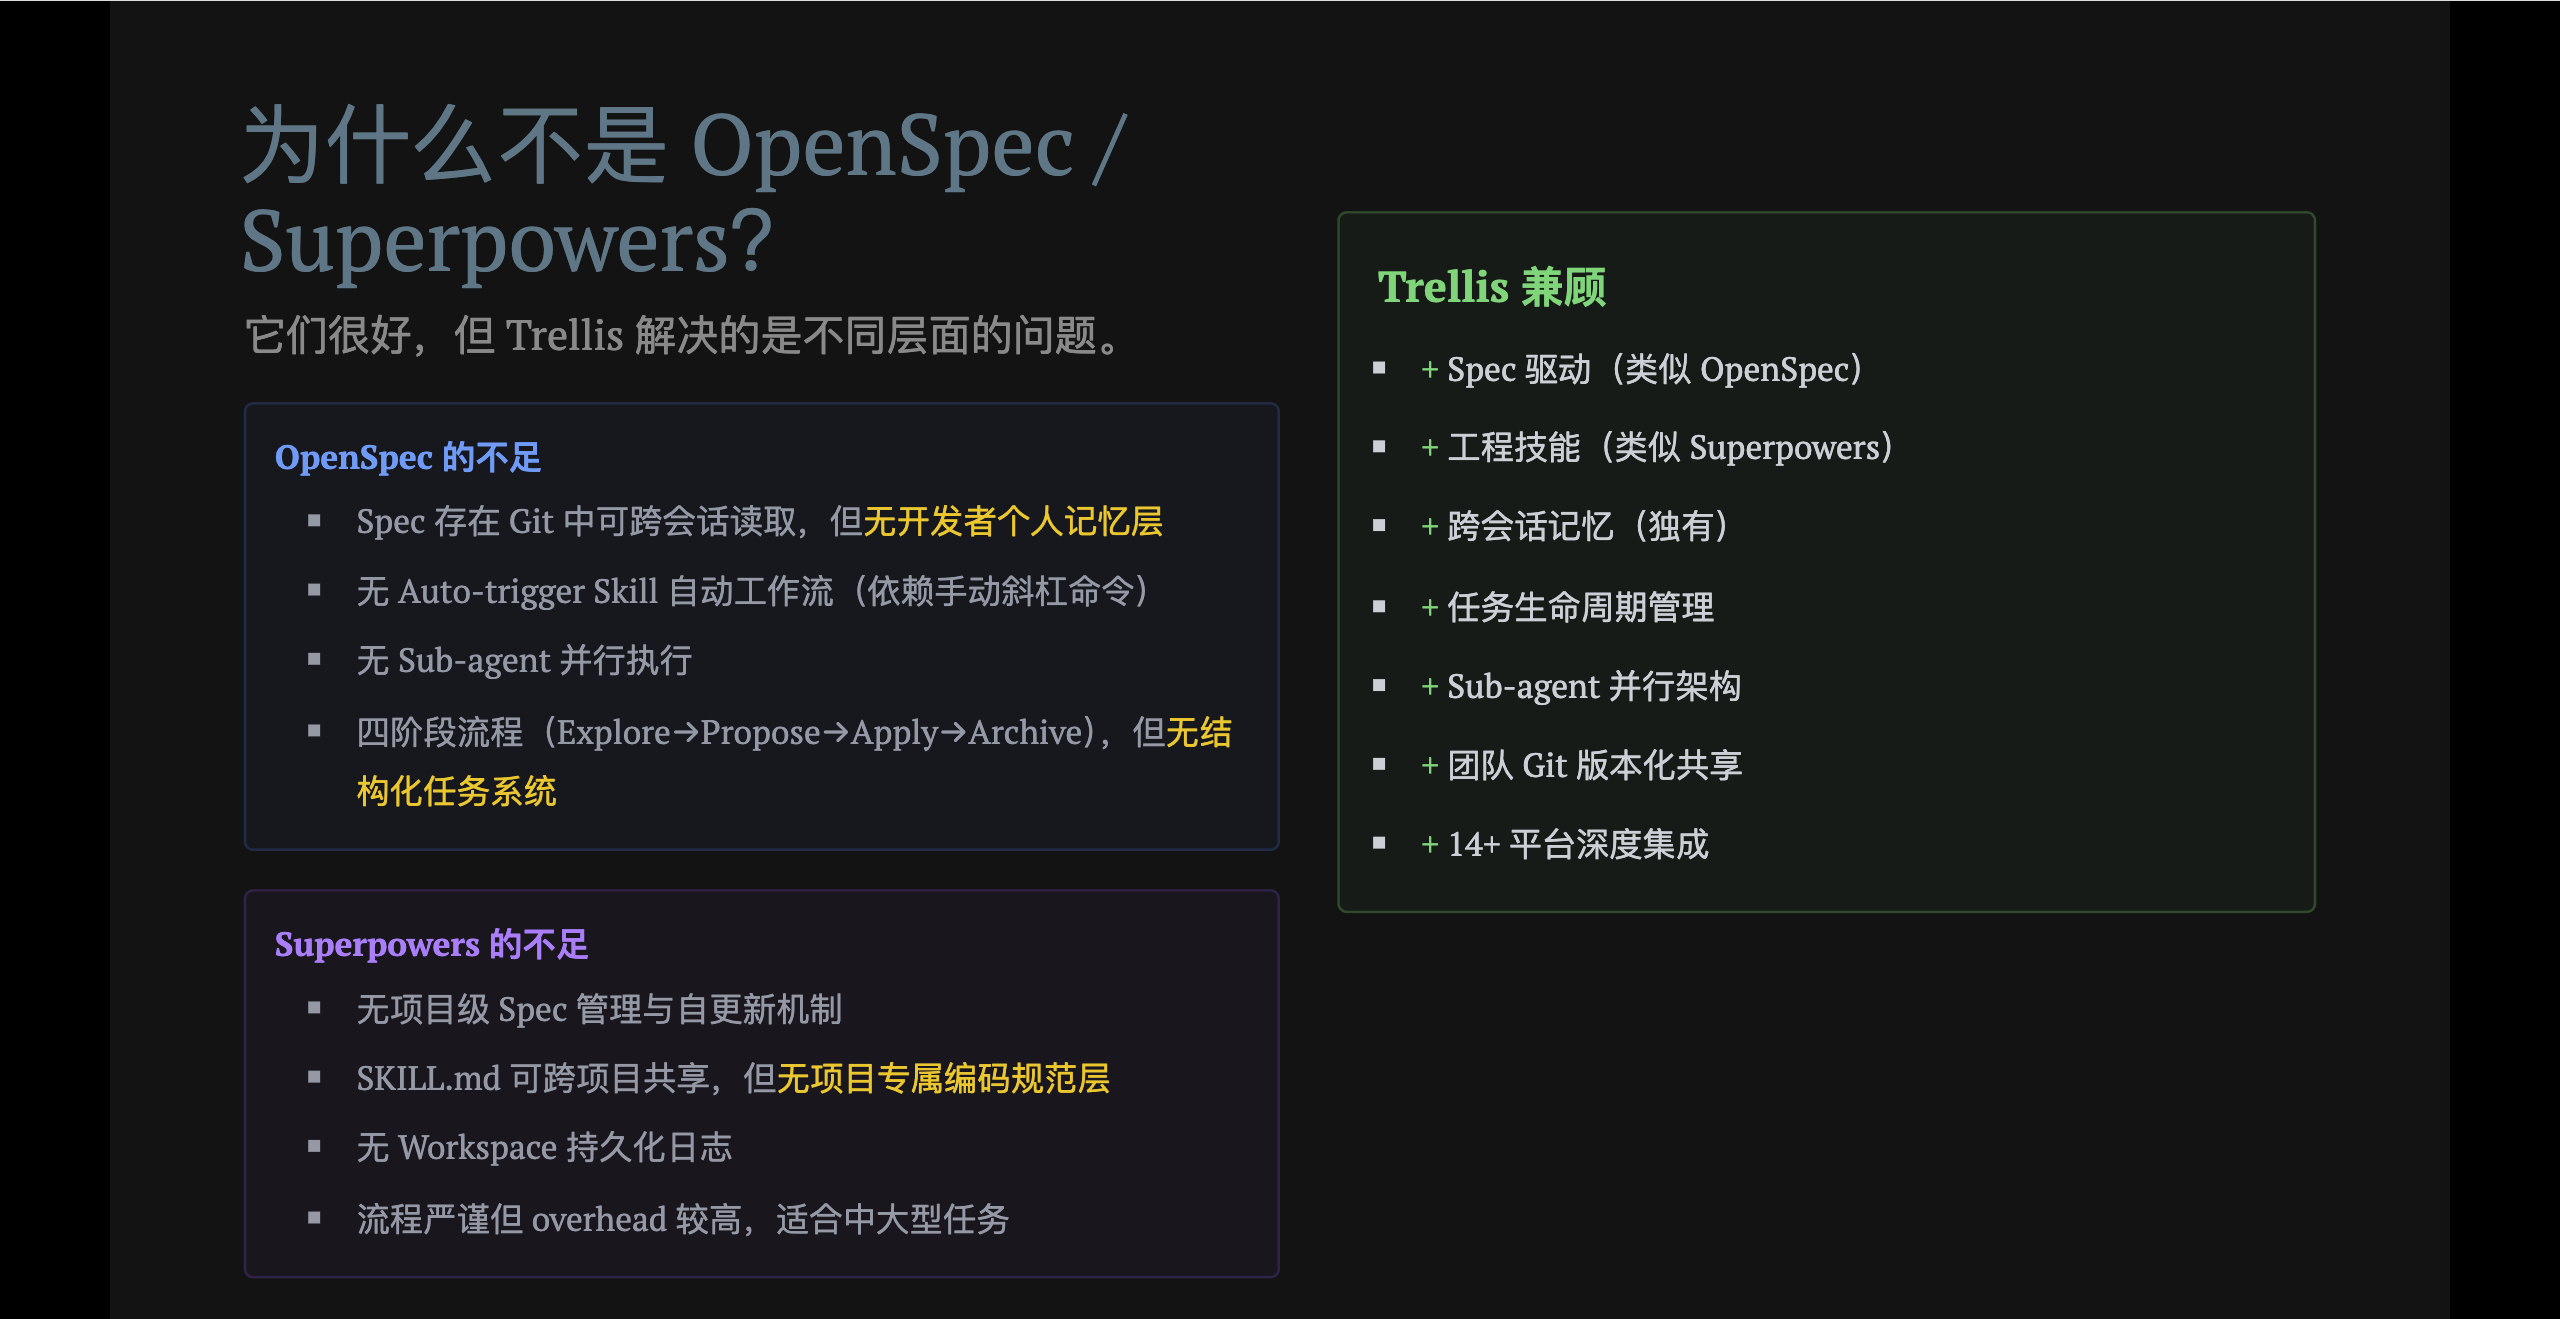 为什么不是 OpenSpec /
Superpowers？
它们很好，但 Trellis 解决的是不同层面的问题。
OpenSpec 的不足
Spec 存在 Git 中可跨会话读取，但无开发者个人记忆层
无 Auto-trigger Skill 自动工作流（依赖手动斜杠命令）
无 Sub-agent 并行执行
四阶段流程（Explore→Propose→Apply→Archive），但无结
构化任务系统
Superpowers 的不足
无项目级 Spec 管理与自更新机制
SKILL.md 可跨项目共享，但无项目专属编码规范层
无 Workspace 持久化日志
流程严谨但 overhead 较高，适合中大型任务
Trellis 兼顾
+ Spec 驱动（类似 OpenSpec）
+ 工程技能（类似 Superpowers）
+ 跨会话记忆（独有）
+ 任务生命周期管理
+ Sub-agent 并行架构
+ 团队 Git 版本化共享
+ 14+ 平台深度集成